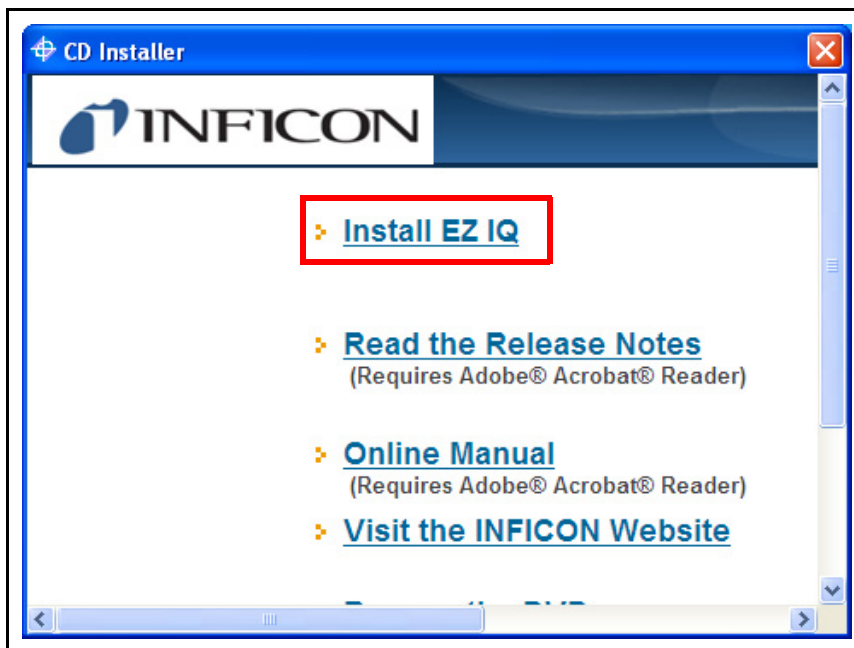 CD Installer
INFICON
Install EZ IQ
Read the Release Notes
(Requires Adobe® Acrobat® Reader)
Online Manual
(Requires Adobe® Acrobat® Reader)
Visit the INFICON Website